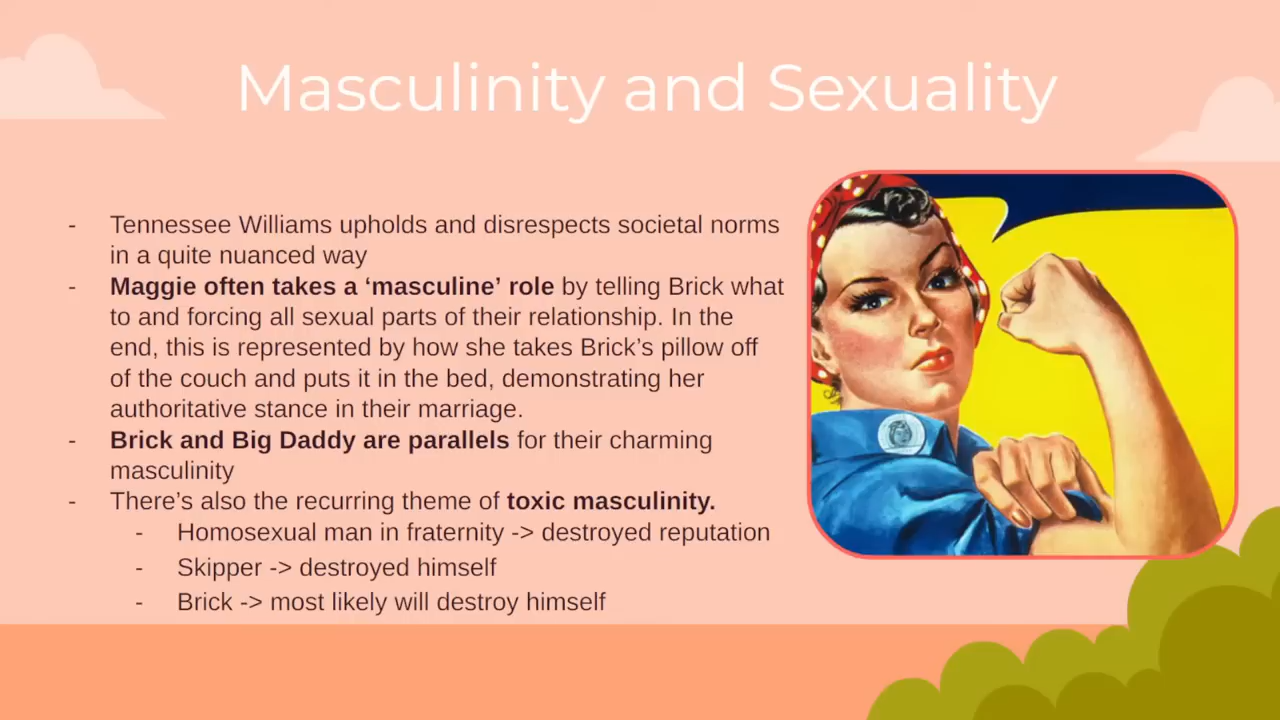 Masculinity and Sexuality
- Tennessee Williams upholds and disrespects societal norms
in a quite nuanced way
- Maggie often takes a ‘masculine’ role by telling Brick what
to and forcing all sexual parts of their relationship. In the
end, this is represented by how she takes Brick’s pillow off
of the couch and puts it in the bed, demonstrating her
authoritative stance in their marriage.
- Brick and Big Daddy are parallels for their charming
masculinity
- There’s also the recurring theme of toxic masculinity.
- Homosexual man in fraternity -> destroyed reputation
- Skipper -> destroyed himself
- Brick -> most likely will destroy himself